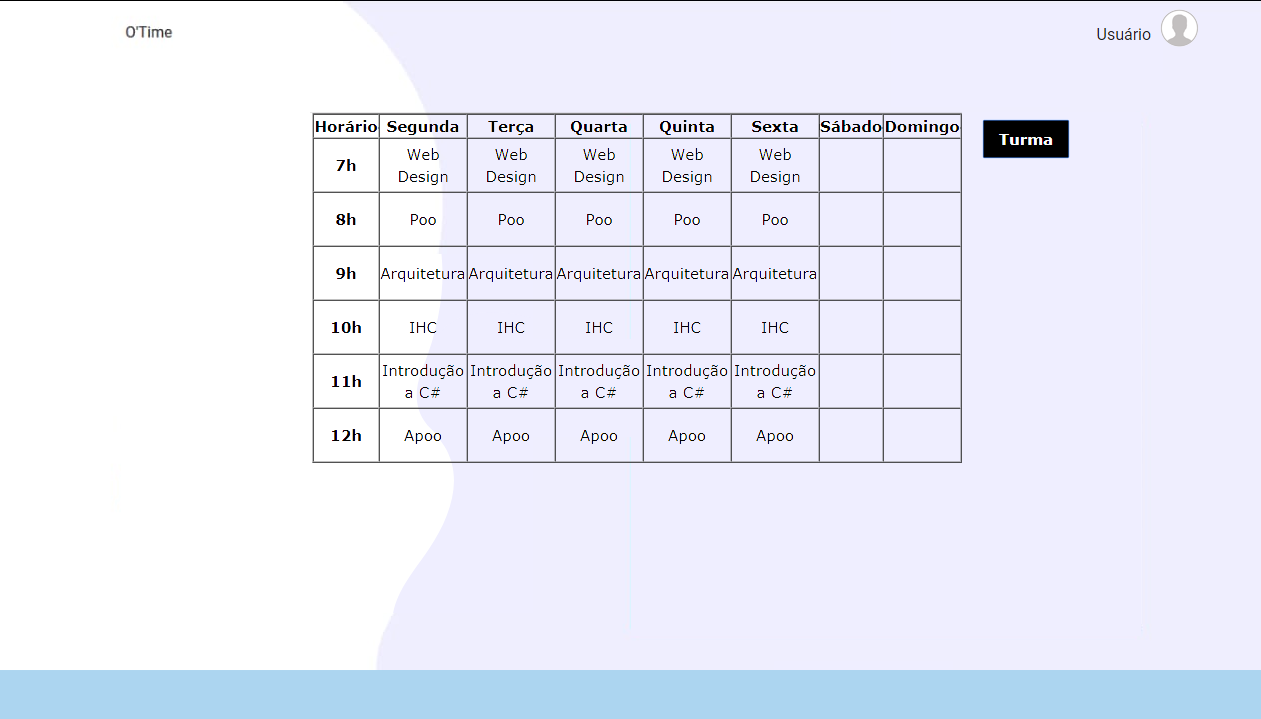 O'Time
Usuário
Horário Segunda Terça Quarta Quinta Sexta Sábado Domingo
Turma
7h Web Design Web Design Web Design Web Design Web Design
8h Poo Poo Poo Poo Poo
9h Arquitetura Arquitetura Arquitetura Arquitetura Arquitetura
10h IHC IHC IHC IHC IHC
11h Introdução a C# Introdução a C# Introdução a C# Introdução a C# Introdução a C#
12h Apoo Apoo Apoo Apoo Apoo